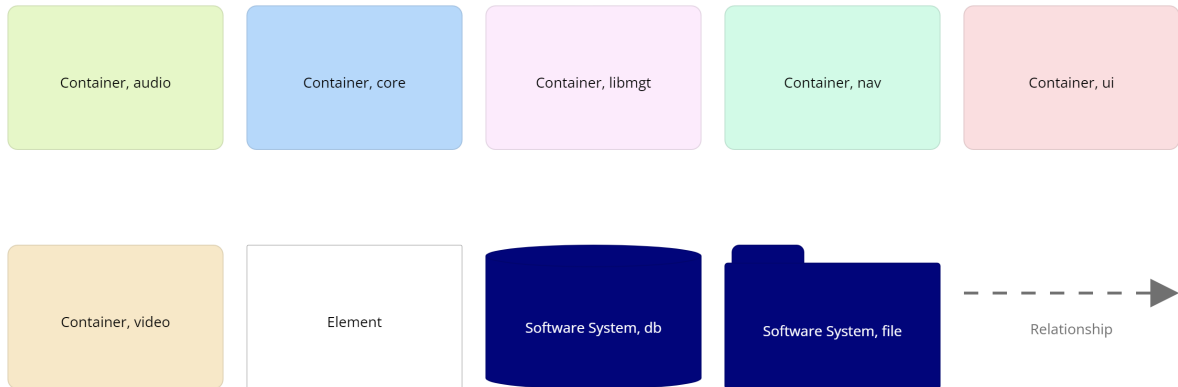 Container, audio
Container, core
Container, libmgt
Container, nav
Container, ui
Container, video
Element
Software System, db
Software System, file
Relationship